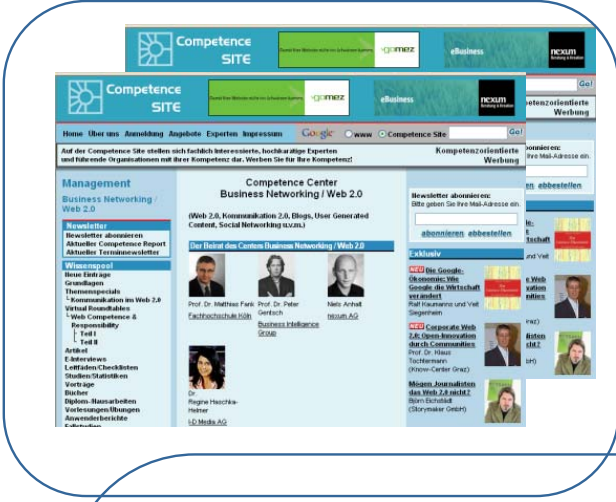 Competence
SITE
gomez
eBusiness
nexum
Go!
Competence
SITE
gomez
eBusiness
nexum
Home Über uns Anmeldung Angebote Experten Impressum Google www Competence Site Go!
Auf der Competence Site stellen sich fachlich Interessierte, hochkarätige Experten
und führende Organisationen mit ihrer Kompetenz dar. Werben Sie für Ihre Kompetenz!
Kompetenzorientierte
Werbung
Management
Business Networking /
Web 2.0
Newsletter
Newsletter abonnieren
Aktueller Competence Report
Aktueller Terminnewsletter
Wissenspool
Neue Einträge
Grundlagen
Themenspecials
Kommunikation im Web 2.0
Virtual Roundtables
Web Competence &
Responsibility
Teil I
Teil II
Artikel
E-Interviews
Leitfäden/Checklisten
Studien/Statistiken
Vorträge
Bücher
Diplom-/Hausarbeiten
Vorlesungen/Übungen
Anwenderberichte
Fallstudien
Competence Center
Business Networking / Web 2.0
(Web 2.0, Kommunikation 2.0, Blogs, User Generated
Content, Social Networking u.v.m.)
Der Beirat des Centers Business Networking / Web 2.0
Prof. Dr. Matthias Fank
Fachhochschule Köln
Prof. Dr. Peter
Gentsch
Business Intelligence
Group
Niels Anhalt
nexum AG
Dr.
Regine Haschka-
Helmer
I-D Media AG
Newsletter abonnieren:
Bitte geben Sie Ihre Mail-Adresse ein.
abonnieren abbestellen
Exklusiv
NEU Die Google-
Ökonomie: Wie
Google die Wirtschaft
verändert
Ralf Kaumanns und Veit
Siegenheim
NEU Corporate Web
2.0: Open-Innovation
durch Communities
Prof. Dr. Klaus
Tochtermann
(Know-Center Graz)
Mögen Journalisten
das Web 2.0 nicht?
Björn Eichstädt
(Storymaker GmbH)